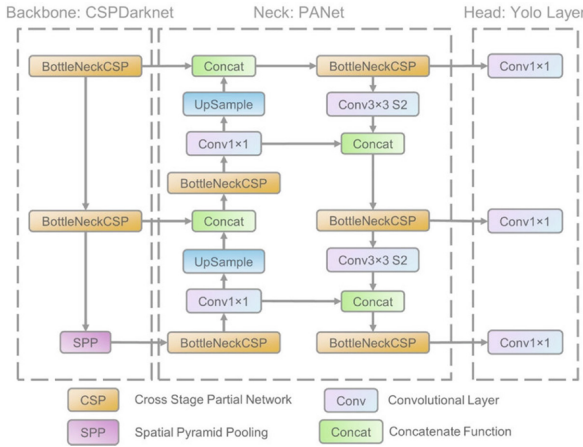 Backbone: CSPDarknet Neck: PANet Head: Yolo Layer
BottleNeckCSP Concat BottleNeckCSP Conv1×1
UpSample Conv3×3 S2
Conv1×1 Concat
BottleNeckCSP
BottleNeckCSP Concat BottleNeckCSP Conv1×1
UpSample Conv3×3 S2
Conv1×1 Concat
SPP BottleNeckCSP BottleNeckCSP Conv1×1
CSP Cross Stage Partial Network Conv Convolutional Layer
SPP Spatial Pyramid Pooling Concat Concatenate Function